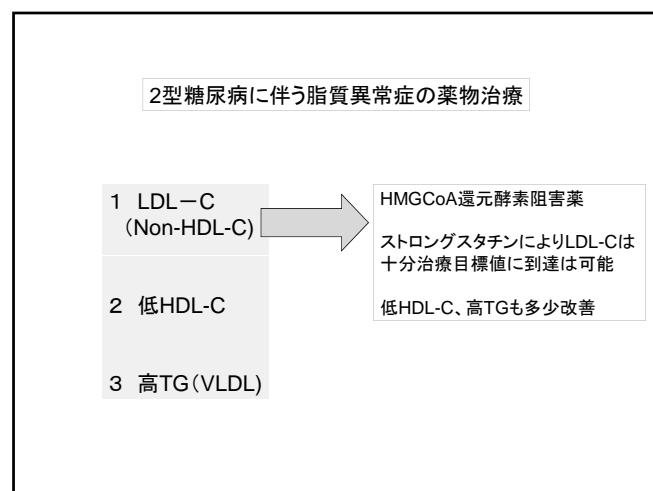 2型糖尿病に伴う脂質異常症の薬物治療
1 LDL－C
(Non-HDL-C)
2 低HDL-C
3 高TG(VLDL)
HMGCoA還元酵素阻害薬
ストロングスタチンによりLDL-Cは
十分治療目標値に到達は可能
低HDL-C、高TGも多少改善